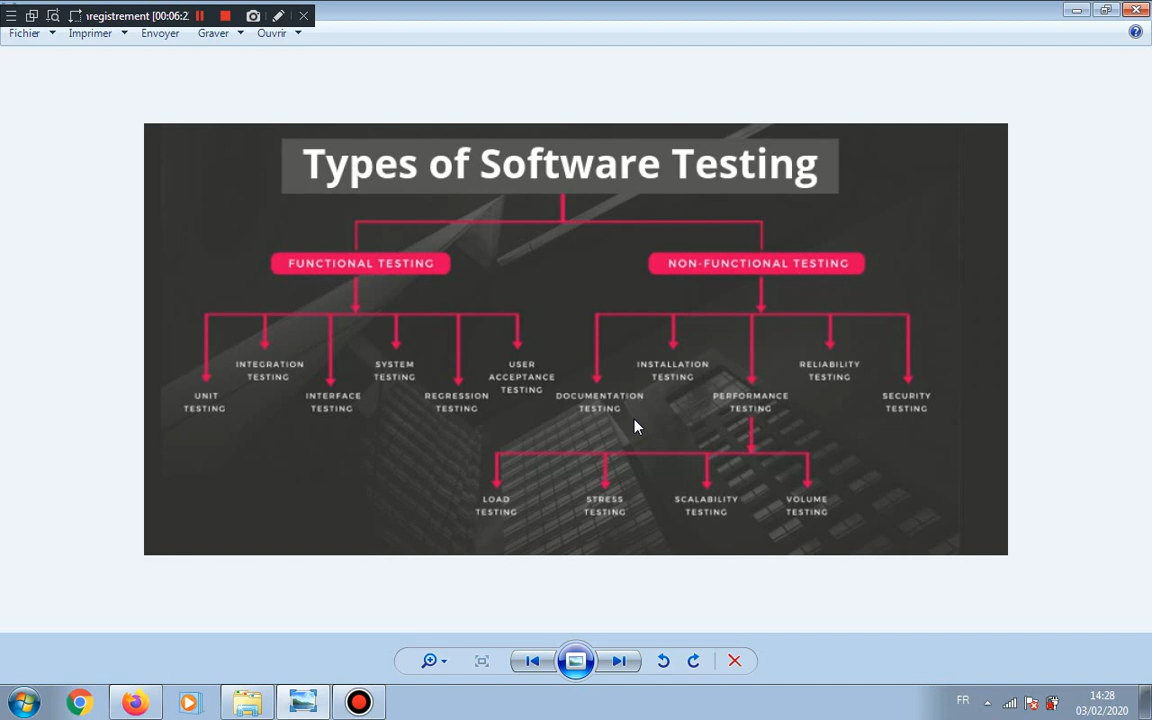 nregistrement [00:06:2
Fichier Imprimer Envoyer Graver Ouvrir
Types of Software Testing
FUNCTIONAL TESTING
NON-FUNCTIONAL TESTING
UNIT
TESTING
INTEGRATION
TESTING
INTERFACE
TESTING
SYSTEM
TESTING
REGRESSION
TESTING
USER
ACCEPTANCE
TESTING
DOCUMENTATION
TESTING
INSTALLATION
TESTING
PERFORMANCE
TESTING
RELIABILITY
TESTING
SECURITY
TESTING
LOAD
TESTING
STRESS
TESTING
SCALABILITY
TESTING
VOLUME
TESTING
FR
14:28
03/02/2020